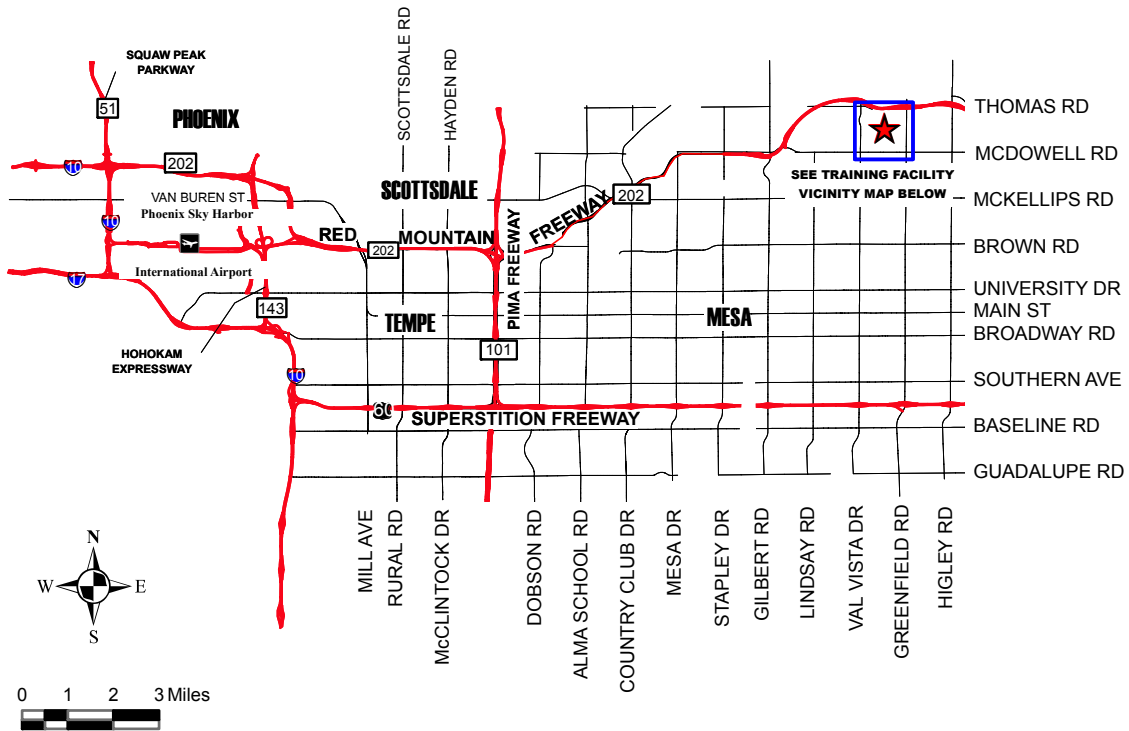 SQUAW PEAK
PARKWAY
SCOTTSDALE RD
HAYDEN RD
51
PHOENIX
THOMAS RD
10
202
MCDOWELL RD
SEE TRAINING FACILITY
VICINITY MAP BELOW
SCOTTSDALE
VAN BUREN ST
202
MCKELLIPS RD
Phoenix Sky Harbor
10
RED
MOUNTAIN
FREEWAY
202
BROWN RD
International Airport
17
PIMA FREEWAY
UNIVERSITY DR
143
TEMPE
MESA
MAIN ST
BROADWAY RD
HOHOKAM
EXPRESSWAY
101
10
SOUTHERN AVE
60
SUPERSTITION FREEWAY
BASELINE RD
GUADALUPE RD
MILL AVE
RURAL RD
McCLINTOCK DR
DOBSON RD
ALMA SCHOOL RD
COUNTRY CLUB DR
MESA DR
STAPLEY DR
GILBERT RD
LINDSAY RD
VAL VISTA DR
GREENFIELD RD
HIGLEY RD
N
W E
S
0 1 2 3 Miles